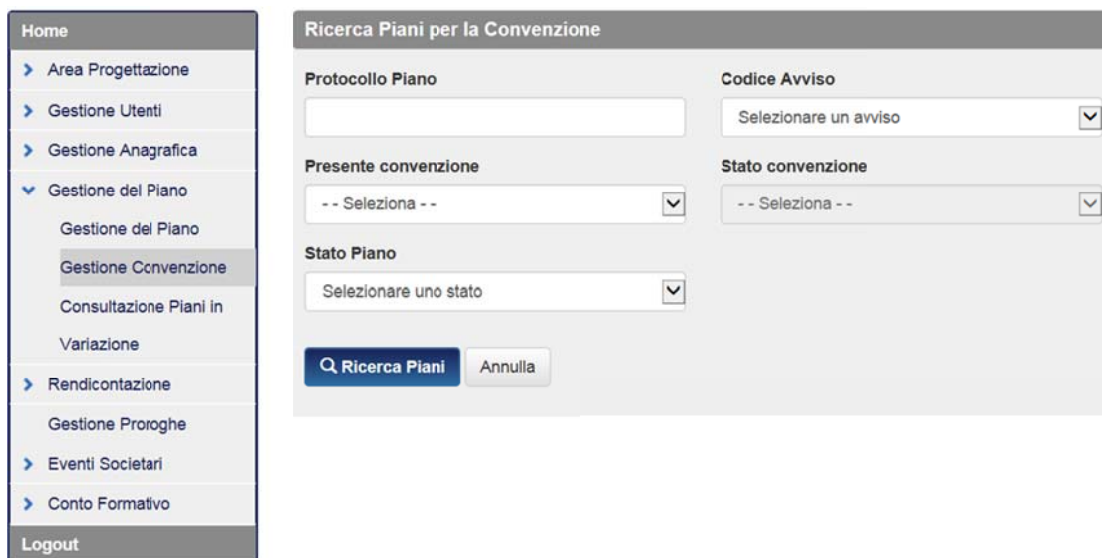 Home
Area Progettazione
Gestione Utenti
Gestione Anagrafica
Gestione del Piano
Gestione del Piano
Gestione Convenzione
Consultazione Piani in
Variazione
Rendicontazione
Gestione Proroghe
Eventi Societari
Conto Formativo
Logout
Ricerca Piani per la Convenzione
Protocollo Piano
Codice Avviso
Selezionare un avviso
Presente convenzione
Stato convenzione
- - Seleziona - -
- - Seleziona - -
Stato Piano
Selezionare uno stato
Ricerca Piani
Annulla